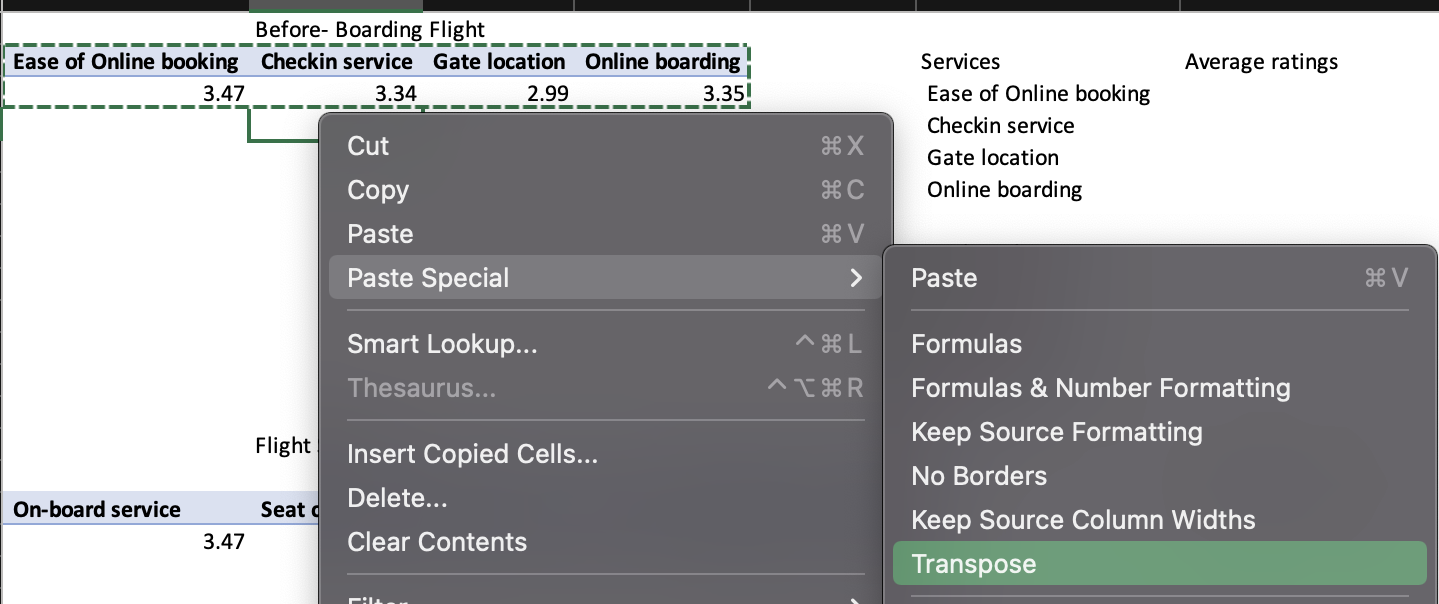 Before- Boarding Flight
Ease of Online booking Checkin service Gate location Online boarding
3.47 3.34 2.99 3.35
Services Average ratings
Ease of Online booking
Checkin service
Gate location
Online boarding
Cut ⌘X
Copy ⌘C
Paste ⌘V
Paste Special
Smart Lookup... ^⌘L
Thesaurus... ^⌥⌘R
Insert Copied Cells...
Delete...
Clear Contents
Filter
Paste ⌘V
Formulas
Formulas & Number Formatting
Keep Source Formatting
No Borders
Keep Source Column Widths
Transpose
Flight
On-board service Seat
3.47